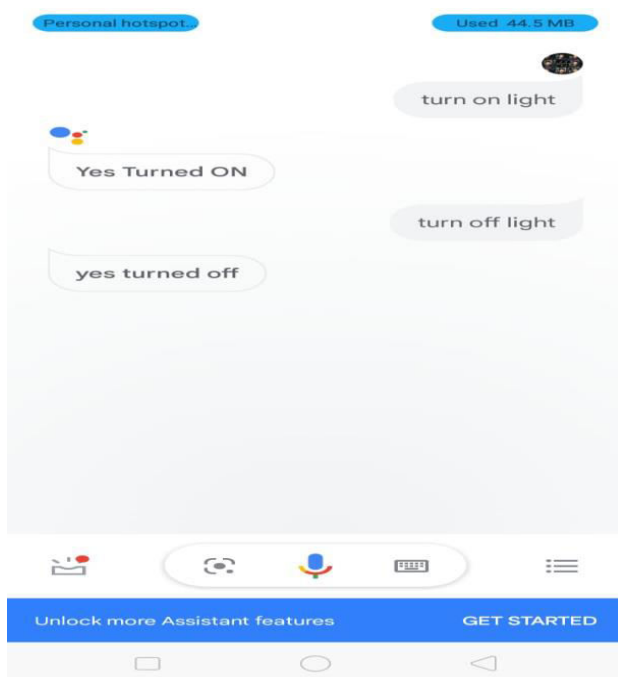 Personal hotspot..
Used 44.5 MB
turn on light
Yes Turned ON
turn off light
yes turned off
Unlock more Assistant features
GET STARTED